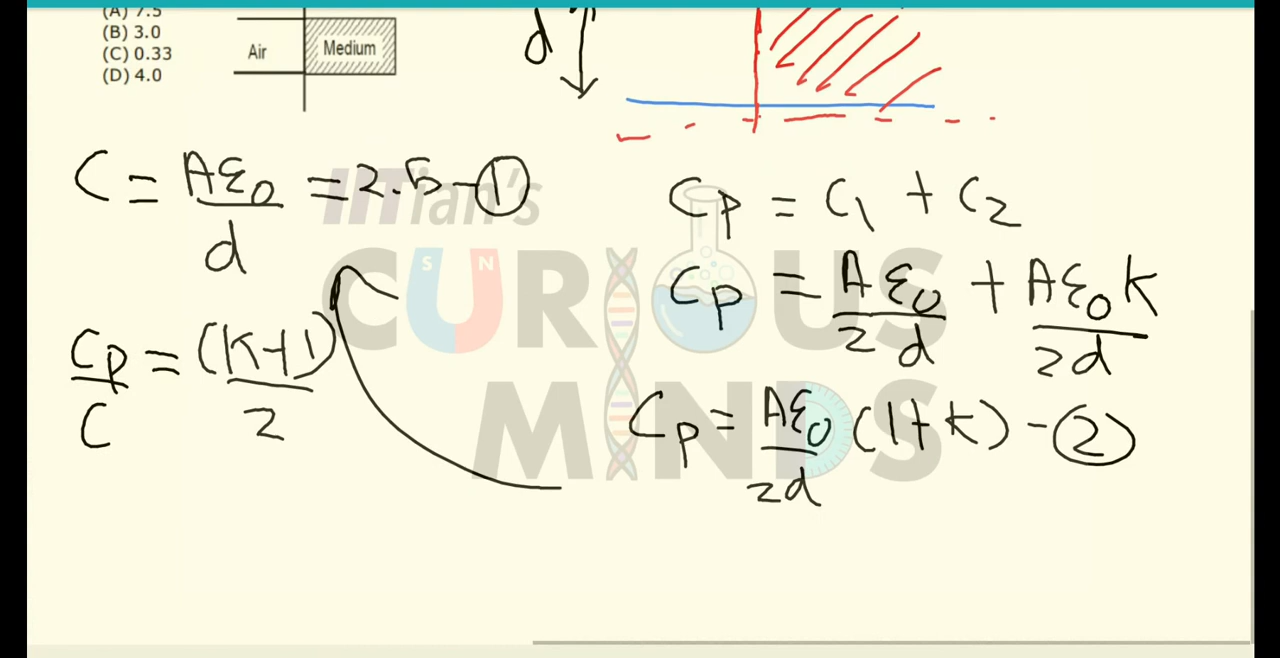 (A) 7.5
(B) 3.0
(C) 0.33
(D) 4.0
Air
Medium
d
C = Aε0/d = 2.5 - ①
Cp/C = (K+1)/2
Cp = C1 + C2
Cp = Aε0/2d + Aε0K/2d
Cp = Aε0/2d (1+K) - ②
IITian's
CURIOUS
S N
MINDS